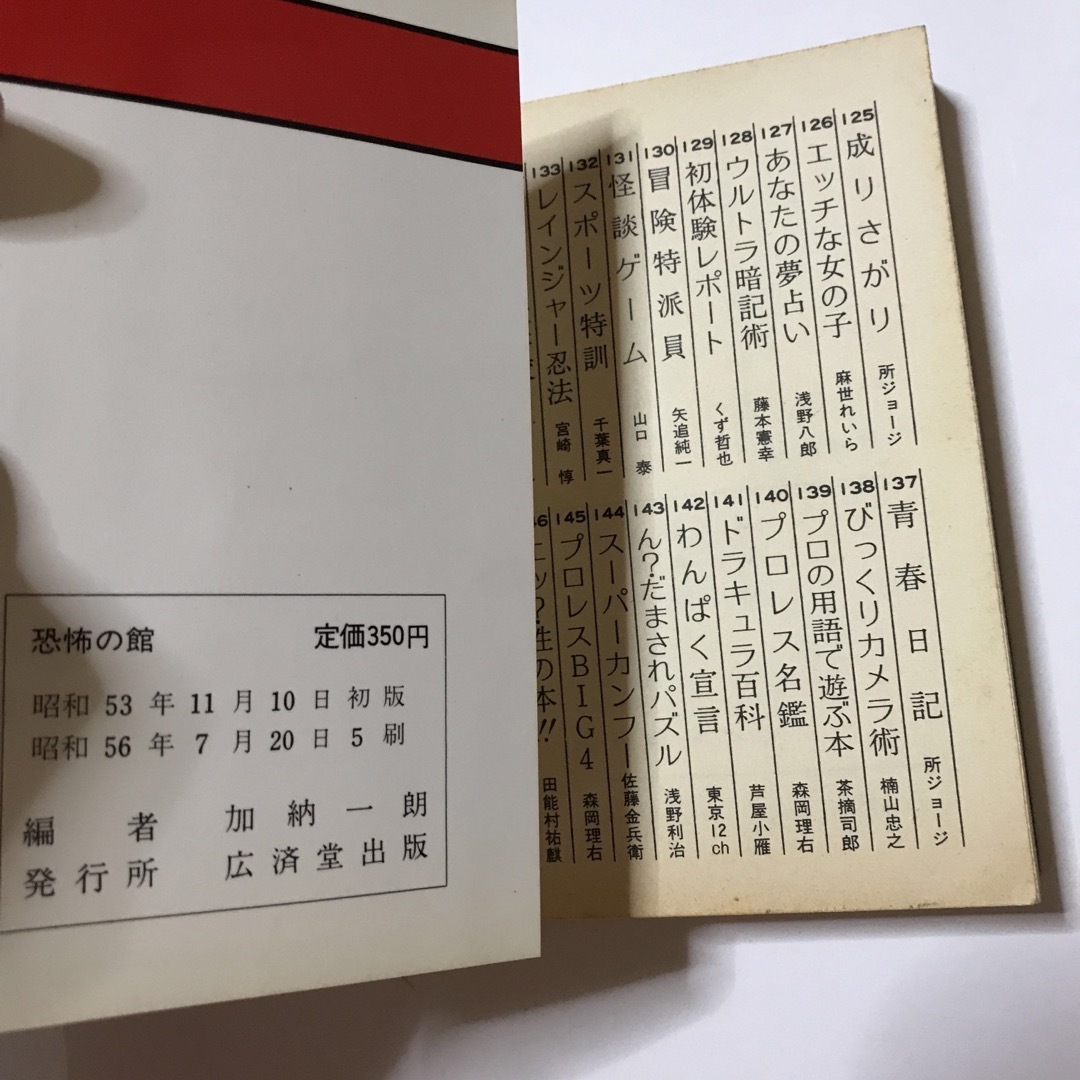 恐怖の館 定価350円
昭和 53 年 11 月 10 日 初 版
昭和 56 年 7 月 20 日 5 刷
編者 加納一朗
発行所 広済堂出版
125 成りさがり 所ジョージ
126 エッチな女の子 麻世れいら
127 あなたの夢占い 浅野八郎
128 ウルトラ暗記術 藤本憲幸
129 初体験レポート くず哲也
130 冒険特派員 矢追純一
131 怪談ゲーム 山口泰
132 スポーツ特訓 千葉真一
133 レインジャー忍法 宮崎惇
137 青春日記 所ジョージ
138 びっくりカメラ術 楠山忠之
139 プロの用語で遊ぶ本 茶摘司郎
140 プロレス名鑑 森岡理右
141 ドラキュラ百科 芦屋小雁
142 わんぱく宣言 東京12ch
143 ん?だまされパズル 浅野利治
144 スーパーカンフー 佐藤金兵衛
145 プロレスBIG4 森岡理右
46 エッ?性の本!! 田能村祐麒